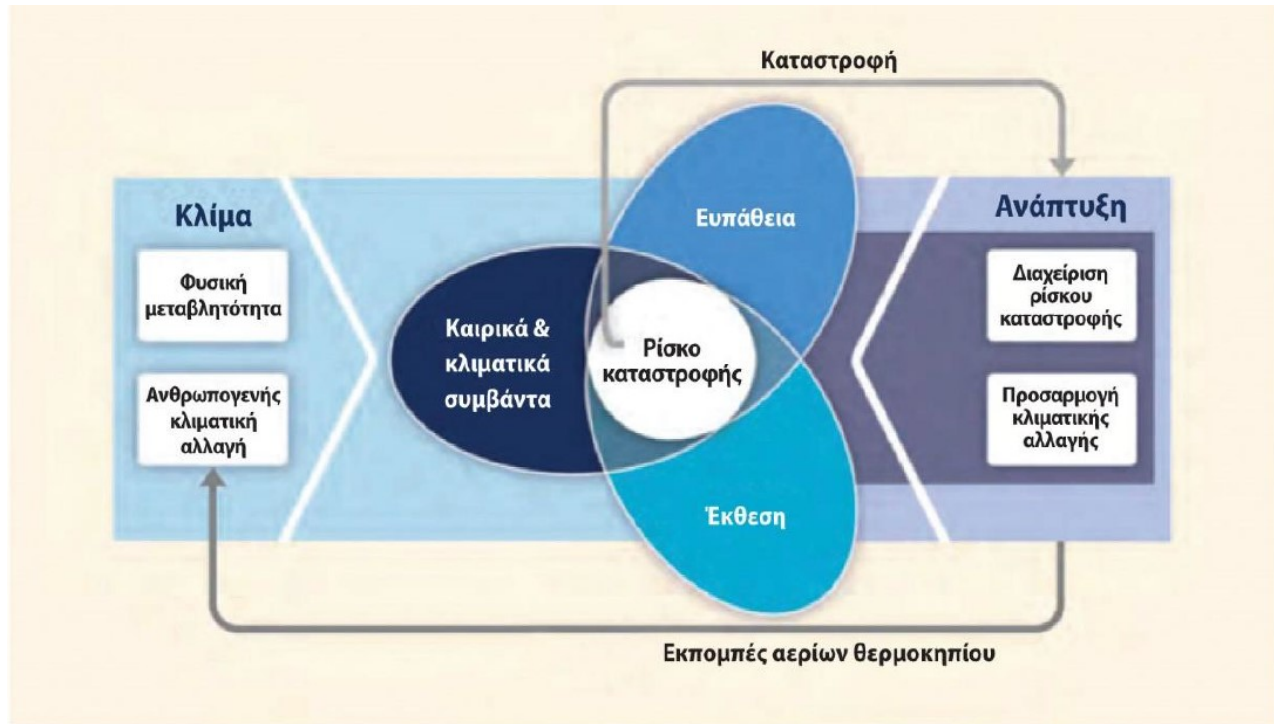 Καταστροφή
Κλίμα
Φυσική
μεταβλητότητα
Ανθρωπογενής
κλιματική
αλλαγή
Καιρικά &
κλιματικά
συμβάντα
Ευπάθεια
Ρίσκο
καταστροφής
Έκθεση
Ανάπτυξη
Διαχείριση
ρίσκου
καταστροφής
Προσαρμογή
κλιματικής
αλλαγής
Εκπομπές αερίων θερμοκηπίου